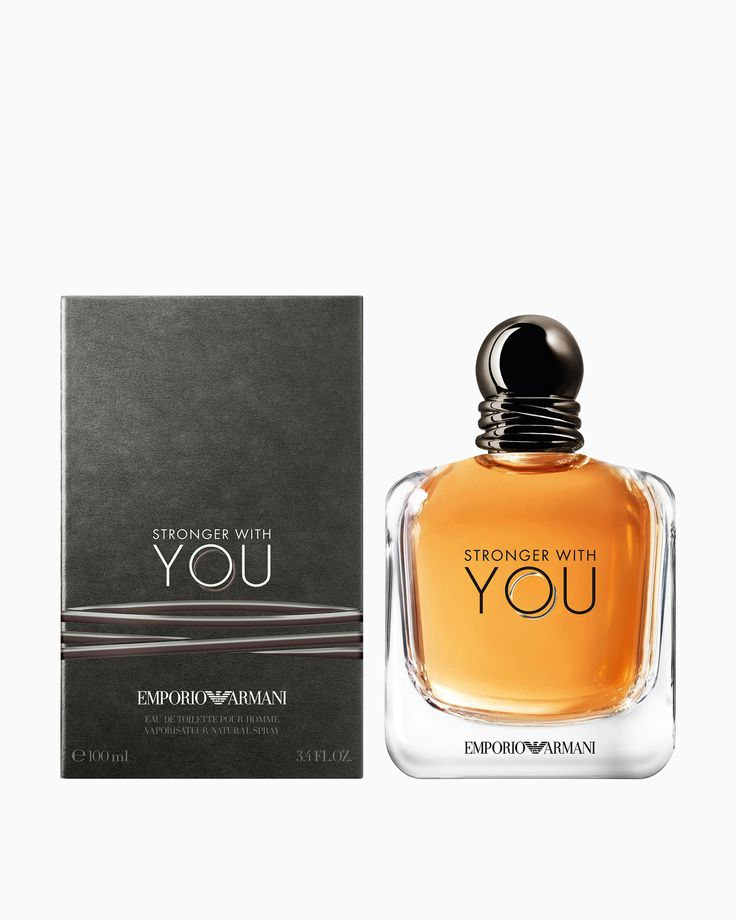 STRONGER WITH
YOU
EMPORIO ARMANI
EAU DE TOILETTE POUR HOMME
VAPORISATEUR NATURAL SPRAY
℮100 ml 3.4 FL.OZ.
STRONGER WITH
YOU
EMPORIO ARMANI